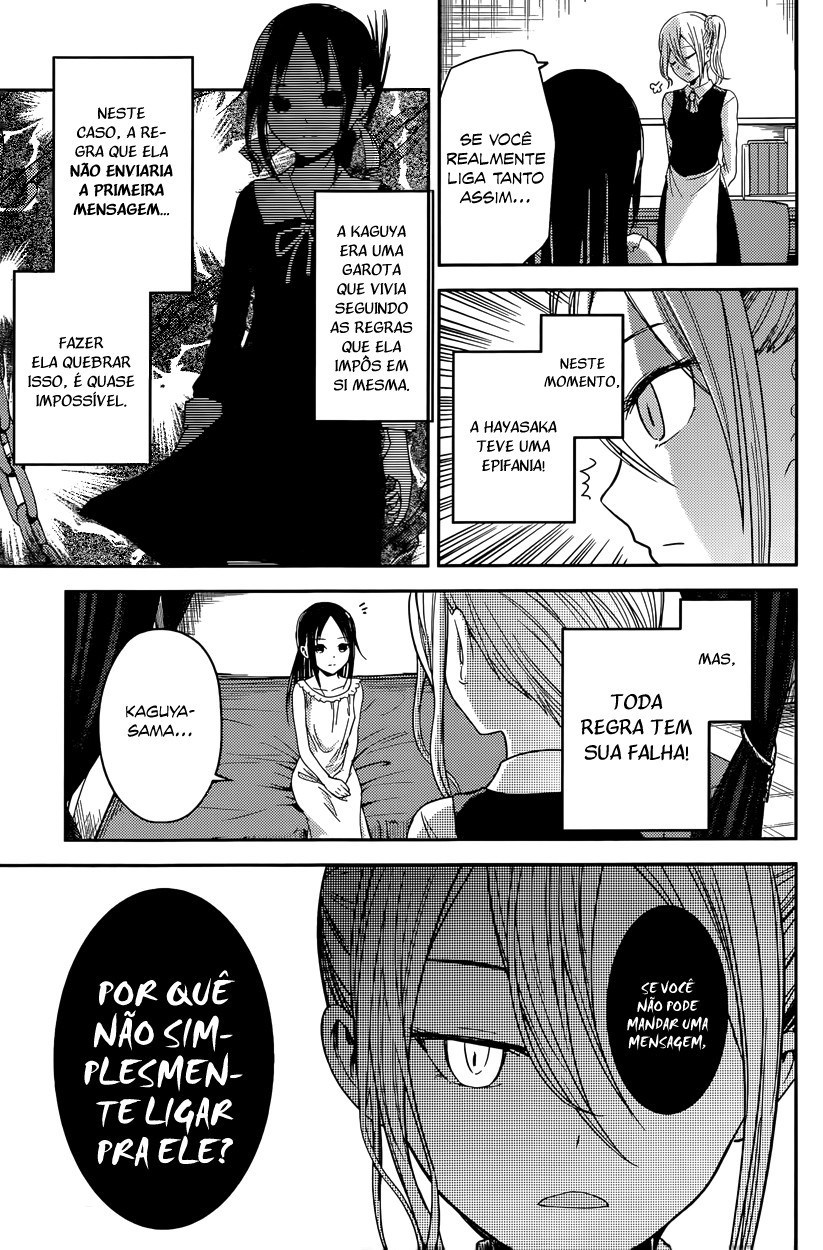 SE VOCÊ
REALMENTE
LIGA TANTO
ASSIM...
A KAGUYA
ERA UMA
GAROTA
QUE VIVIA
SEGUINDO
AS REGRAS
QUE ELA
IMPÔS EM
SI MESMA.
NESTE
CASO, A RE-
GRA QUE ELA
NÃO ENVIARIA
A PRIMEIRA
MENSAGEM...
FAZER
ELA QUEBRAR
ISSO, É QUASE
IMPOSSÍVEL.
NESTE
MOMENTO,
A HAYASAKA
TEVE UMA
EPIFANIA!
MAS,
TODA
REGRA TEM
SUA FALHA!
KAGUYA-
SAMA...
SE VOCÊ
NÃO PODE
MANDAR UMA
MENSAGEM,
POR QUÊ
NÃO SIM-
PLESMEN-
TE LIGAR
PRA ELE?